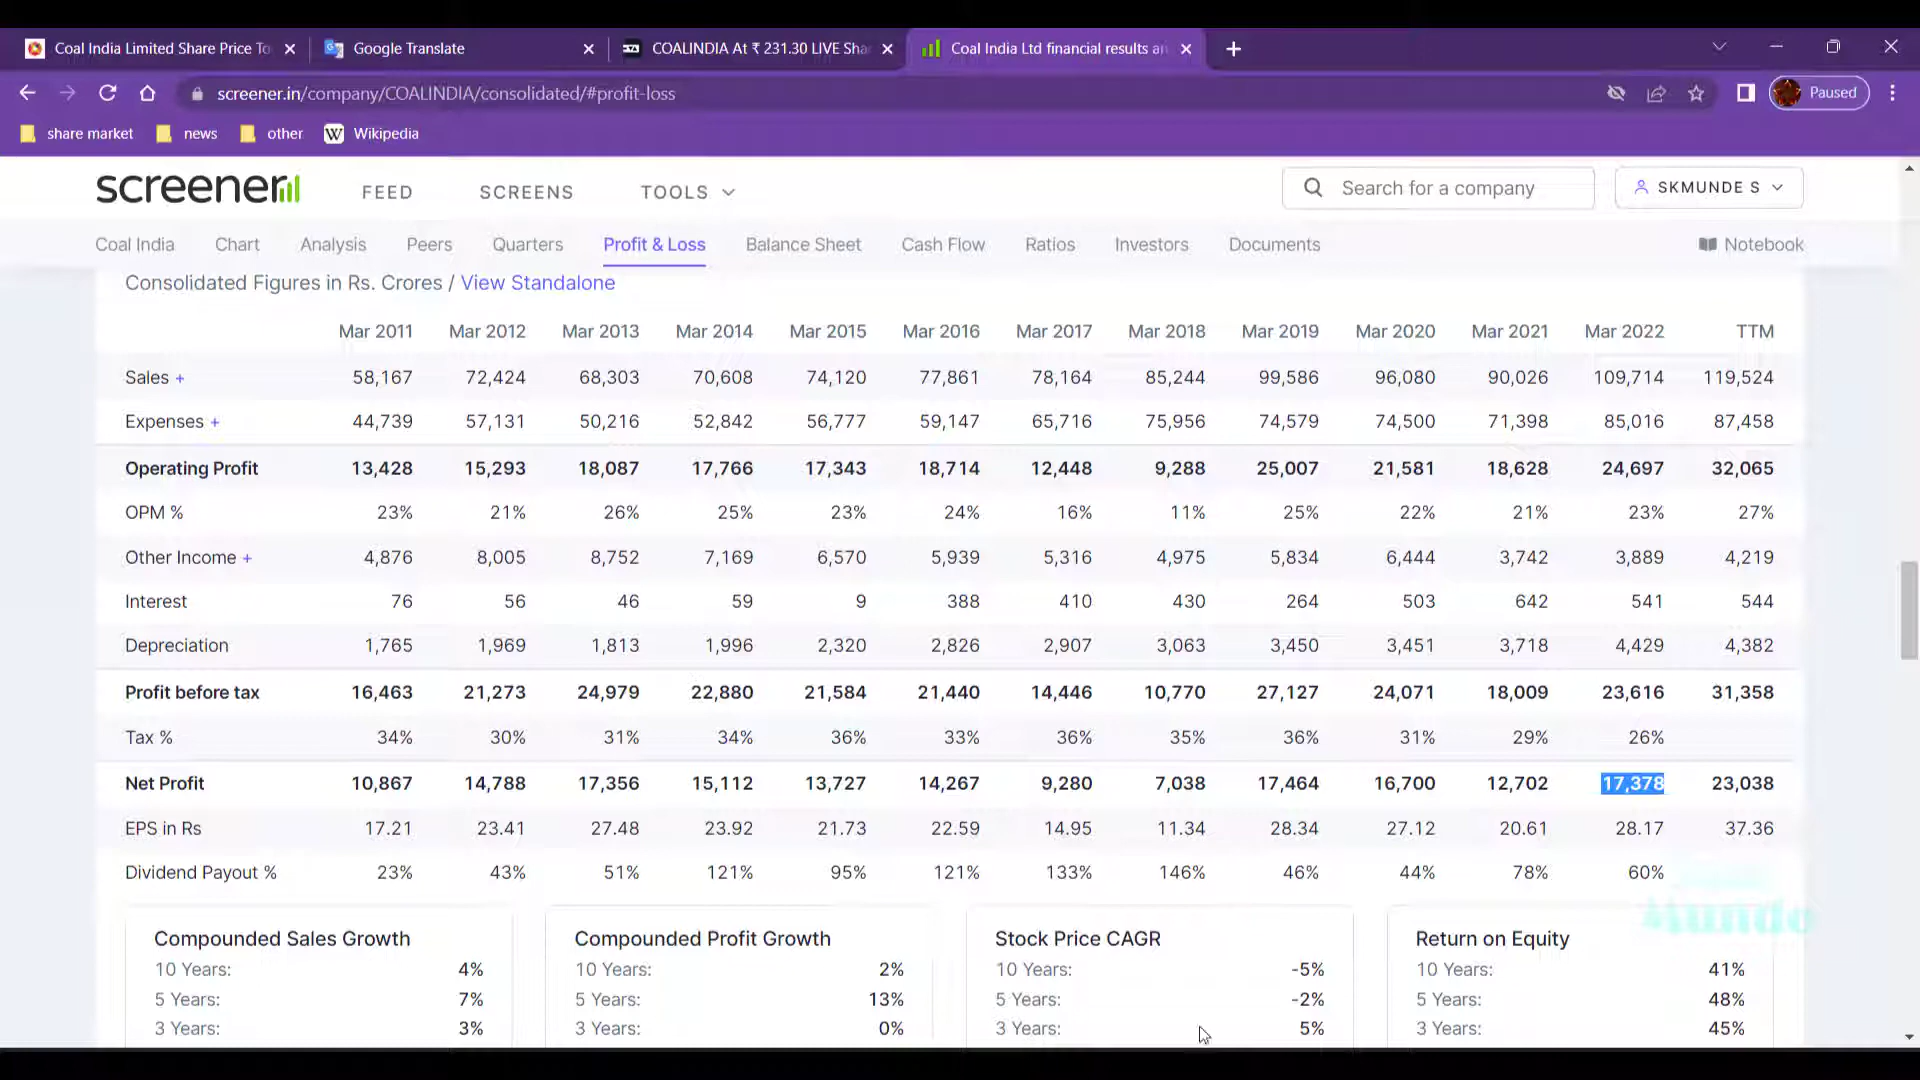 Coal India Limited Share Price To
Google Translate
COALINDIA At ₹ 231.30 LIVE Sha
Coal India Ltd financial results an
screener.in/company/COALINDIA/consolidated/#profit-loss
Paused
share market news other W Wikipedia
screener FEED SCREENS TOOLS Search for a company SKMUNDE S
Coal India Chart Analysis Peers Quarters Profit & Loss Balance Sheet Cash Flow Ratios Investors Documents Notebook
Consolidated Figures in Rs. Crores / View Standalone
Mar 2011 Mar 2012 Mar 2013 Mar 2014 Mar 2015 Mar 2016 Mar 2017 Mar 2018 Mar 2019 Mar 2020 Mar 2021 Mar 2022 TTM
Sales + 58,167 72,424 68,303 70,608 74,120 77,861 78,164 85,244 99,586 96,080 90,026 109,714 119,524
Expenses + 44,739 57,131 50,216 52,842 56,777 59,147 65,716 75,956 74,579 74,500 71,398 85,016 87,458
Operating Profit 13,428 15,293 18,087 17,766 17,343 18,714 12,448 9,288 25,007 21,581 18,628 24,697 32,065
OPM % 23% 21% 26% 25% 23% 24% 16% 11% 25% 22% 21% 23% 27%
Other Income + 4,876 8,005 8,752 7,169 6,570 5,939 5,316 4,975 5,834 6,444 3,742 3,889 4,219
Interest 76 56 46 59 9 388 410 430 264 503 642 541 544
Depreciation 1,765 1,969 1,813 1,996 2,320 2,826 2,907 3,063 3,450 3,451 3,718 4,429 4,382
Profit before tax 16,463 21,273 24,979 22,880 21,584 21,440 14,446 10,770 27,127 24,071 18,009 23,616 31,358
Tax % 34% 30% 31% 34% 36% 33% 36% 35% 36% 31% 29% 26%
Net Profit 10,867 14,788 17,356 15,112 13,727 14,267 9,280 7,038 17,464 16,700 12,702 17,378 23,038
EPS in Rs 17.21 23.41 27.48 23.92 21.73 22.59 14.95 11.34 28.34 27.12 20.61 28.17 37.36
Dividend Payout % 23% 43% 51% 121% 95% 121% 133% 146% 46% 44% 78% 60%
Munde
Compounded Sales Growth Compounded Profit Growth Stock Price CAGR Return on Equity
10 Years: 4% 10 Years: 2% 10 Years: -5% 10 Years: 41%
5 Years: 7% 5 Years: 13% 5 Years: -2% 5 Years: 48%
3 Years: 3% 3 Years: 0% 3 Years: 5% 3 Years: 45%